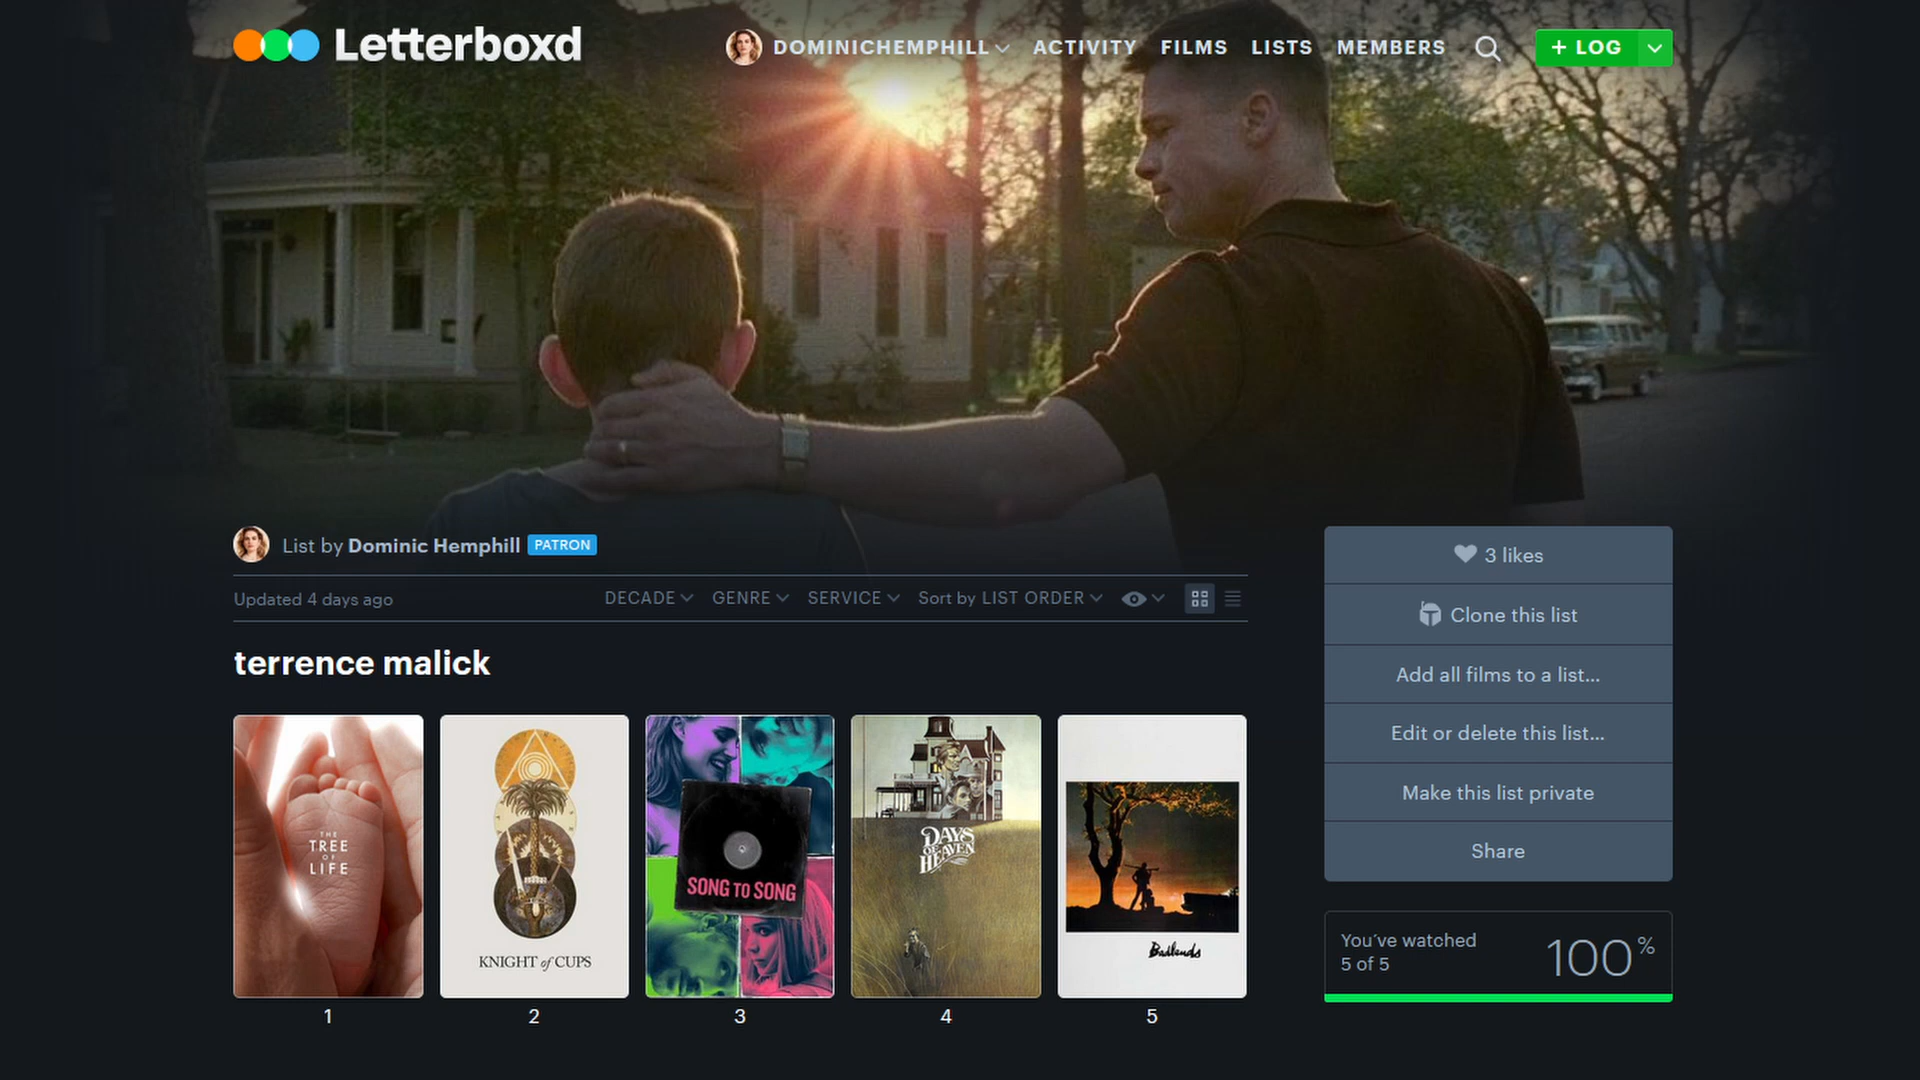 Letterboxd
DOMINICHEMPHILL ACTIVITY FILMS LISTS MEMBERS + LOG
List by Dominic Hemphill PATRON
Updated 4 days ago DECADE GENRE SERVICE Sort by LIST ORDER
terrence malick
THE
TREE
OF
LIFE
KNIGHT of CUPS
SONG TO SONG
DAYS
OF
HEAVEN
Badlands
1 2 3 4 5
3 likes
Clone this list
Add all films to a list...
Edit or delete this list...
Make this list private
Share
You've watched
5 of 5
100%